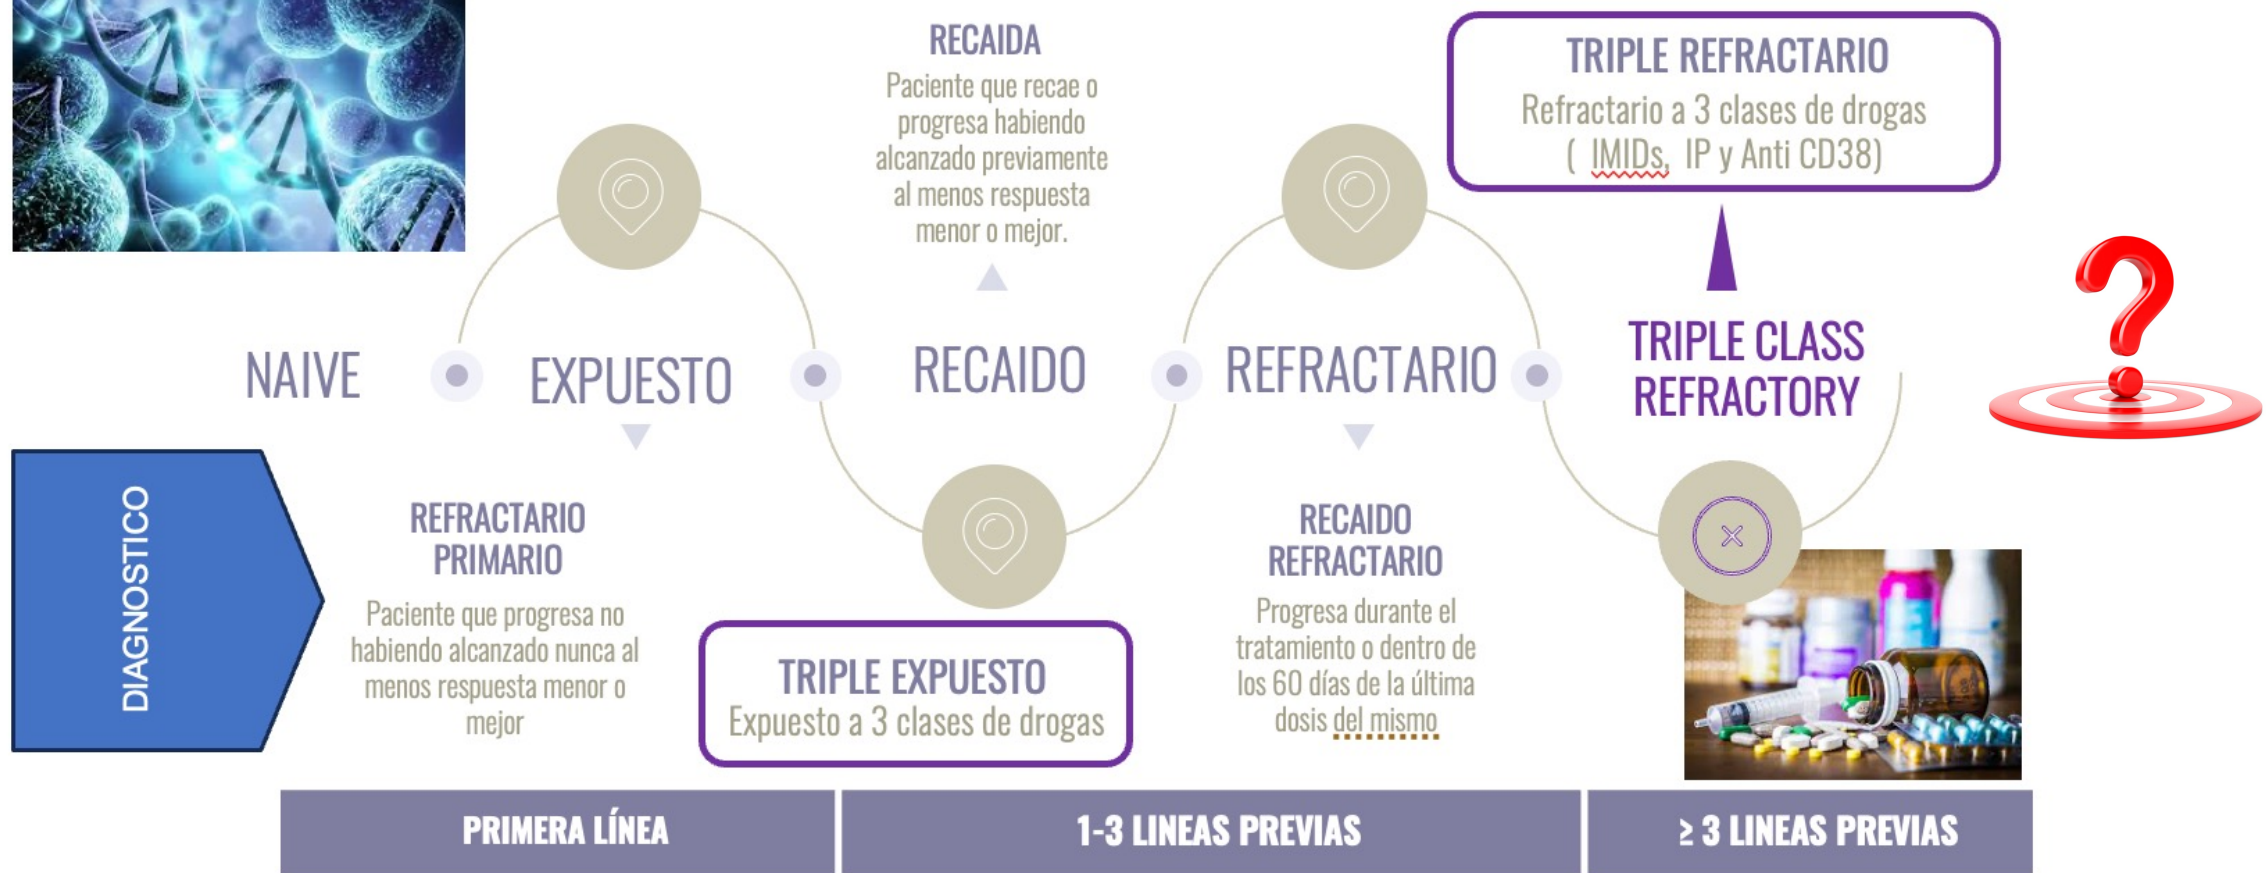 RECAIDA
Paciente que recae o
progresa habiendo
alcanzado previamente
al menos respuesta
menor o mejor.
TRIPLE REFRACTARIO
Refractario a 3 clases de drogas
( IMIDs, IP y Anti CD38)
NAIVE
EXPUESTO
RECAIDO
REFRACTARIO
TRIPLE CLASS
REFRACTORY
DIAGNOSTICO
REFRACTARIO
PRIMARIO
Paciente que progresa no
habiendo alcanzado nunca al
menos respuesta menor o
mejor
TRIPLE EXPUESTO
Expuesto a 3 clases de drogas
RECAIDO
REFRACTARIO
Progresa durante el
tratamiento o dentro de
los 60 días de la última
dosis del mismo
PRIMERA LÍNEA
1-3 LINEAS PREVIAS
≥ 3 LINEAS PREVIAS